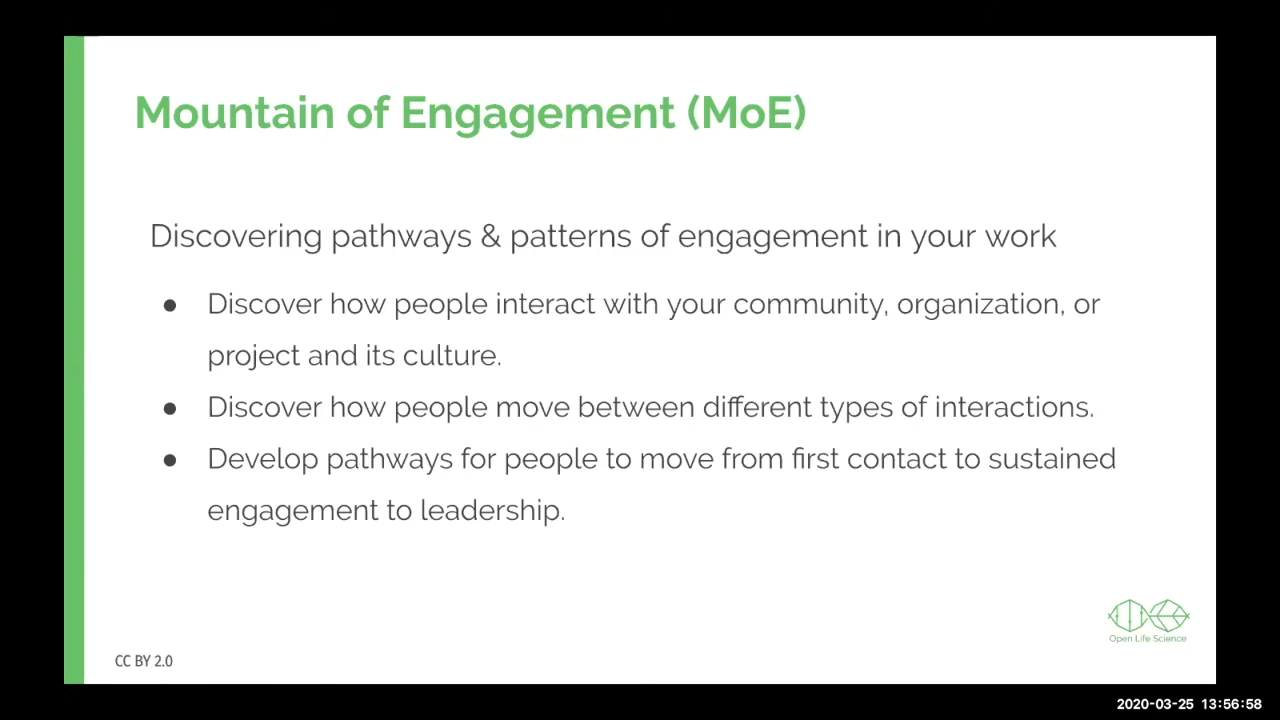 Mountain of Engagement (MoE)
Discovering pathways & patterns of engagement in your work
● Discover how people interact with your community, organization, or
project and its culture.
● Discover how people move between different types of interactions.
● Develop pathways for people to move from first contact to sustained
engagement to leadership.
Open Life Science
CC BY 2.0
2020-03-25 13:56:58